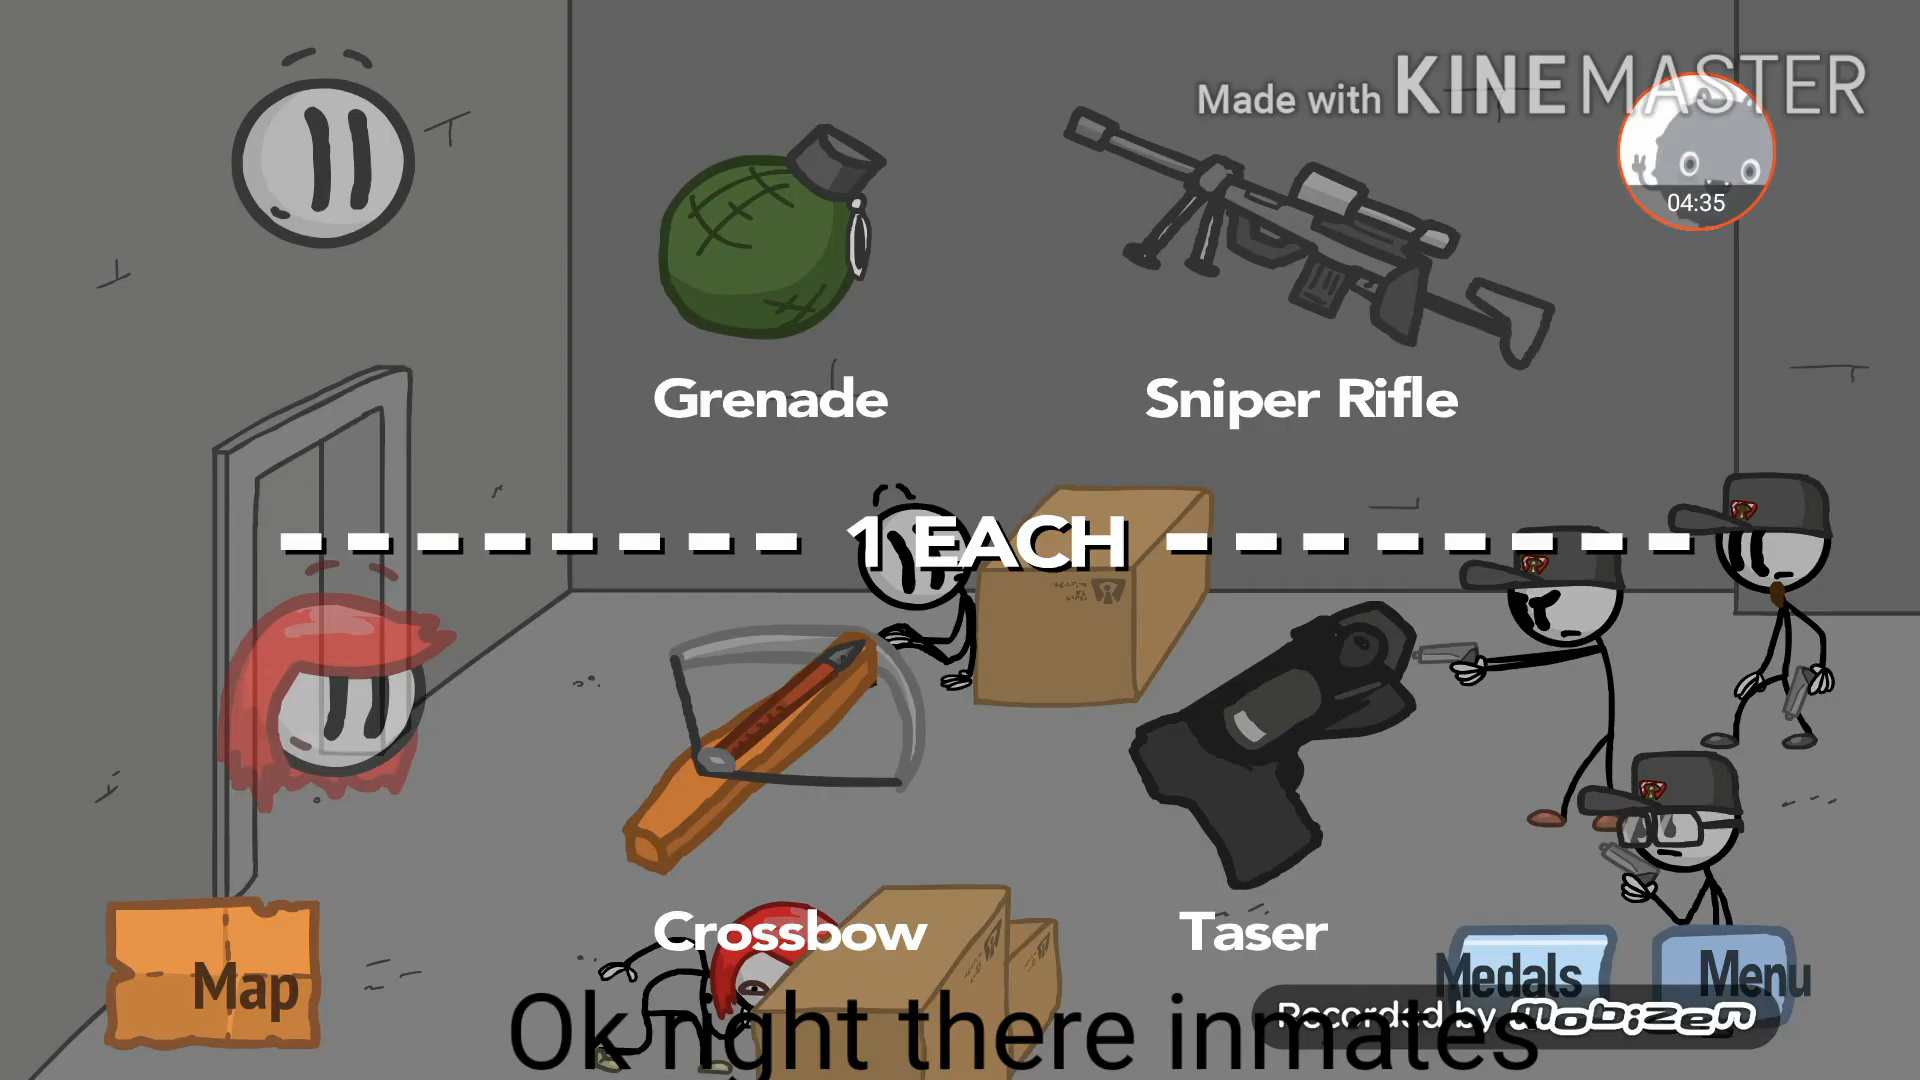 Made with KINEMASTER
04:35
Grenade
Sniper Rifle
1 EACH
Crossbow
Taser
Map
Medals
Menu
Recorded by mobizen
Ok right there inmates